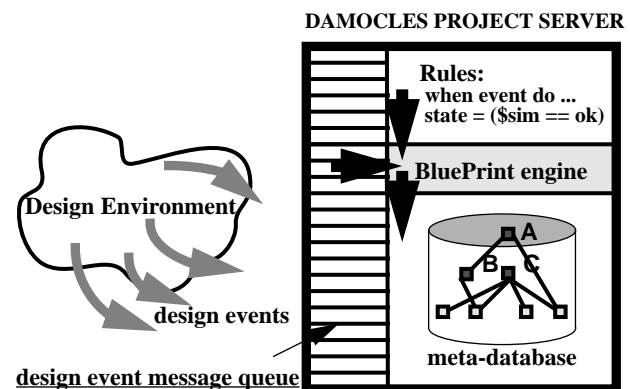 DAMOCLES PROJECT SERVER
Rules:
when event do ...
state = ($sim == ok)
BluePrint engine
Design Environment
A
B C
design events
meta-database
design event message queue